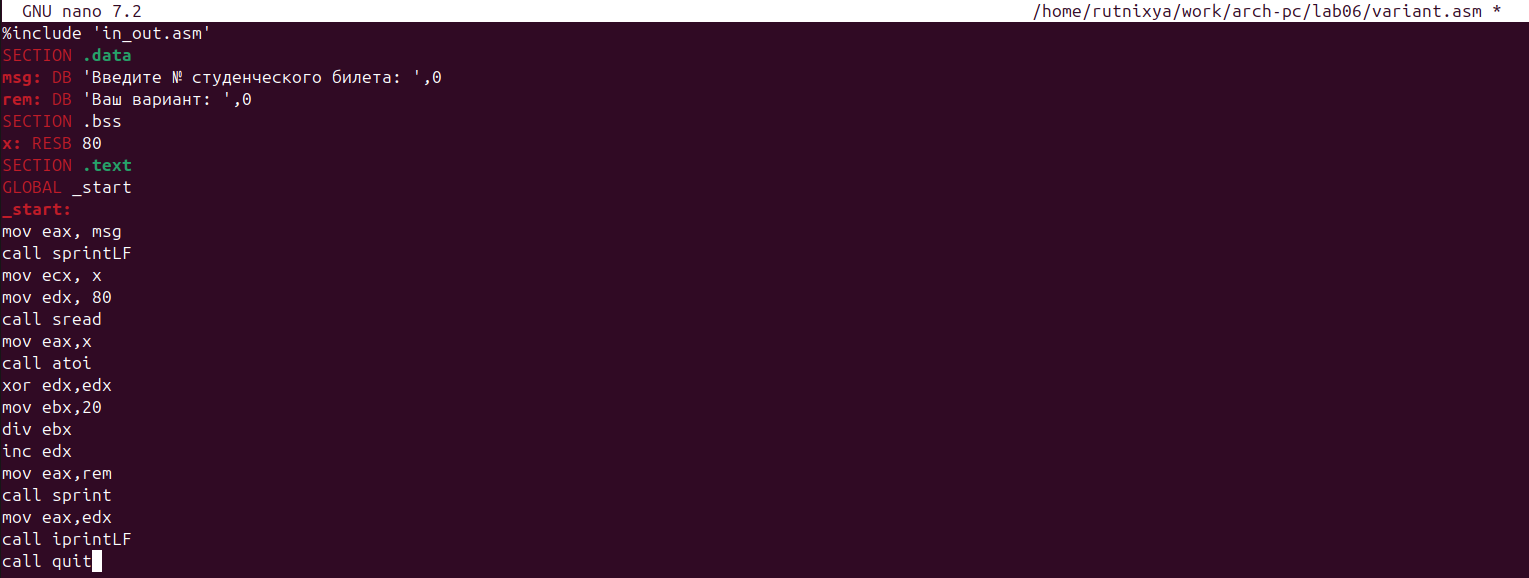 GNU nano 7.2 /home/rutnixya/work/arch-pc/lab06/variant.asm *
%include 'in_out.asm'
SECTION .data
msg: DB 'Введите № студенческого билета: ',0
rem: DB 'Ваш вариант: ',0
SECTION .bss
x: RESB 80
SECTION .text
GLOBAL _start
_start:
mov eax, msg
call sprintLF
mov ecx, x
mov edx, 80
call sread
mov eax,x
call atoi
xor edx,edx
mov ebx,20
div ebx
inc edx
mov eax,rem
call sprint
mov eax,edx
call iprintLF
call quit